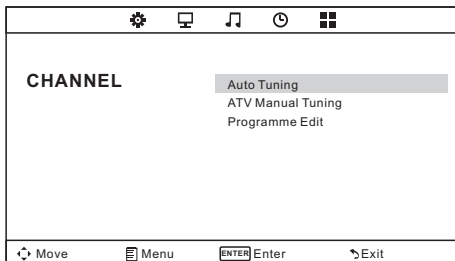 CHANNEL
Auto Tuning
ATV Manual Tuning
Programme Edit
Move Menu ENTER Enter Exit